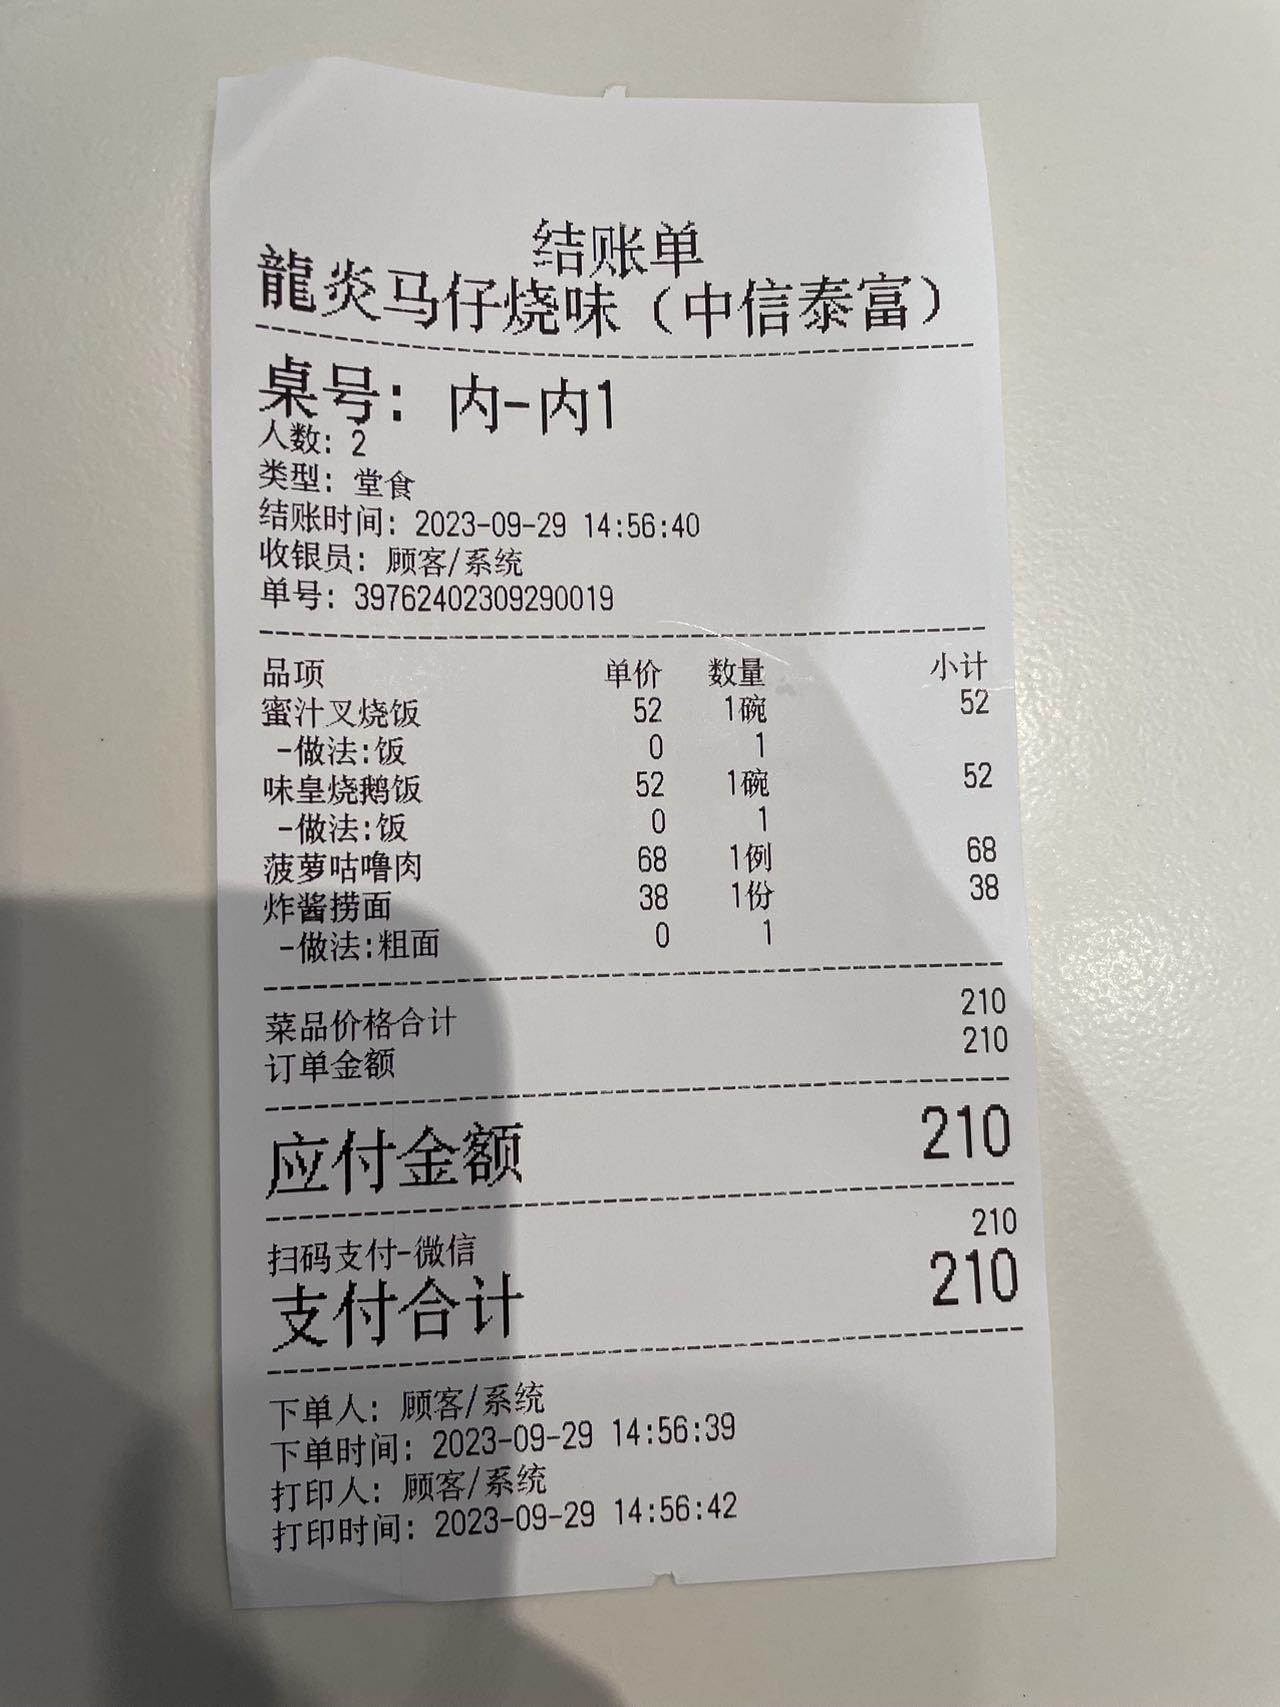 结账单
龍炎马仔烧味（中信泰富）
桌号: 内-内1
人数: 2
类型: 堂食
结账时间: 2023-09-29 14:56:40
收银员: 顾客/系统
单号: 39762402309290019
品项 单价 数量 小计
蜜汁叉烧饭 52 1碗 52
-做法:饭 0 1
味皇烧鹅饭 52 1碗 52
-做法:饭 0 1
菠萝咕噜肉 68 1例 68
炸酱捞面 38 1份 38
-做法:粗面 0 1
菜品价格合计 210
订单金额 210
应付金额 210
扫码支付-微信 210
支付合计 210
下单人: 顾客/系统
下单时间: 2023-09-29 14:56:39
打印人: 顾客/系统
打印时间: 2023-09-29 14:56:42